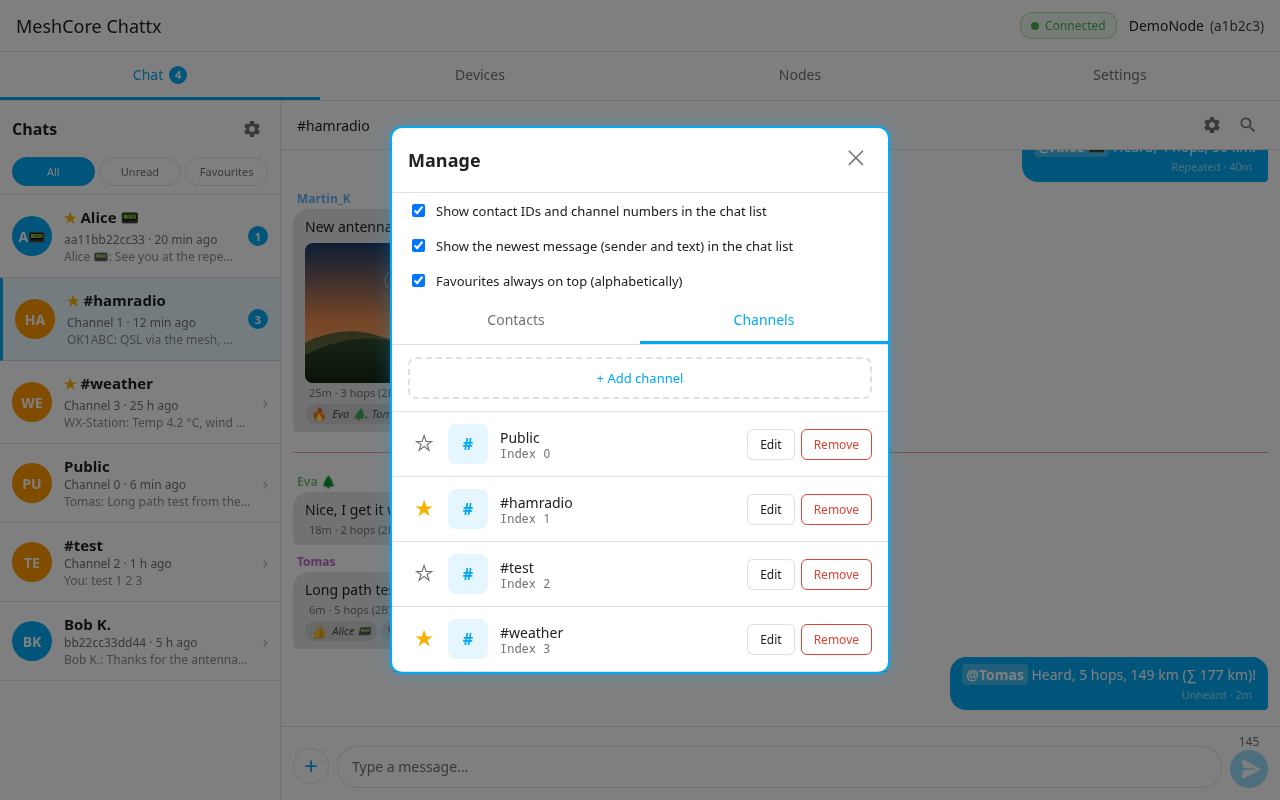 MeshCore Chattx
Connected
DemoNode (a1b2c3)
Chat 4
Devices
Nodes
Settings
Chats
All
Unread
Favourites
A
Alice
aa11bb22cc33 · 20 min ago
Alice: See you at the repe…
1
HA
#hamradio
Channel 1 · 12 min ago
OK1ABC: QSL via the mesh, …
3
WE
#weather
Channel 3 · 25 h ago
WX-Station: Temp 4.2 °C, wind …
PU
Public
Channel 0 · 6 min ago
Tomas: Long path test from the…
TE
#test
Channel 2 · 1 h ago
You: test 1 2 3
BK
Bob K.
bb22cc33dd44 · 5 h ago
Bob K.: Thanks for the antenna…
#hamradio
Repeated · 40m
Martin_K
New antenna
25m · 3 hops
Eva
Eva
Nice, I get it
18m · 2 hops
Tomas
Long path
6m · 5 hops (2B
Alice
@Tomas Heard, 5 hops, 149 km (∑ 177 km)!
Unheard · 2m
Type a message…
145
Manage
Show contact IDs and channel numbers in the chat list
Show the newest message (sender and text) in the chat list
Favourites always on top (alphabetically)
Contacts
Channels
+ Add channel
# Public
Index 0
Edit
Remove
# #hamradio
Index 1
Edit
Remove
# #test
Index 2
Edit
Remove
# #weather
Index 3
Edit
Remove